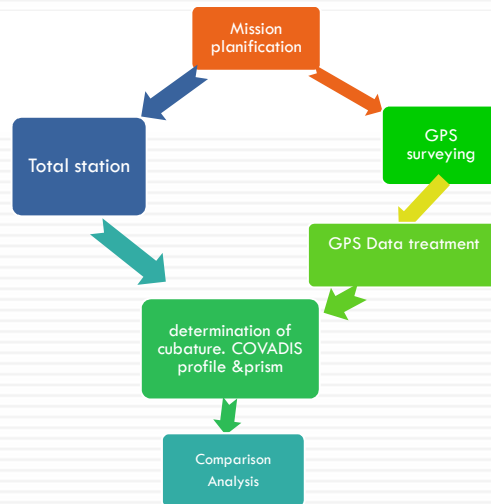 Mission
planification
Total station
GPS
surveying
GPS Data treatment
determination of
cubature. COVADIS
profile &prism
Comparison
Analysis